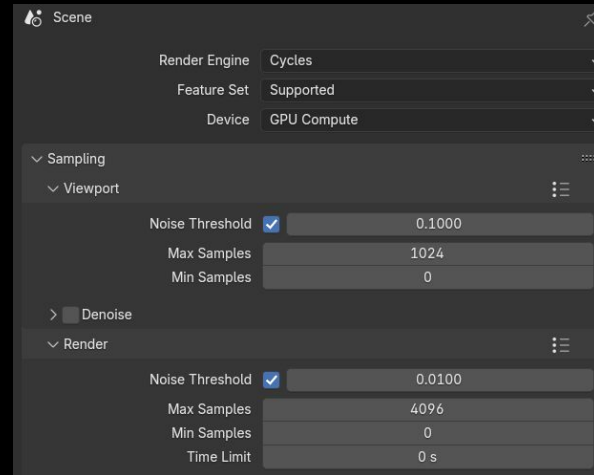 Scene
Render Engine Cycles
Feature Set Supported
Device GPU Compute
Sampling
Viewport
Noise Threshold 0.1000
Max Samples 1024
Min Samples 0
Denoise
Render
Noise Threshold 0.0100
Max Samples 4096
Min Samples 0
Time Limit 0 s